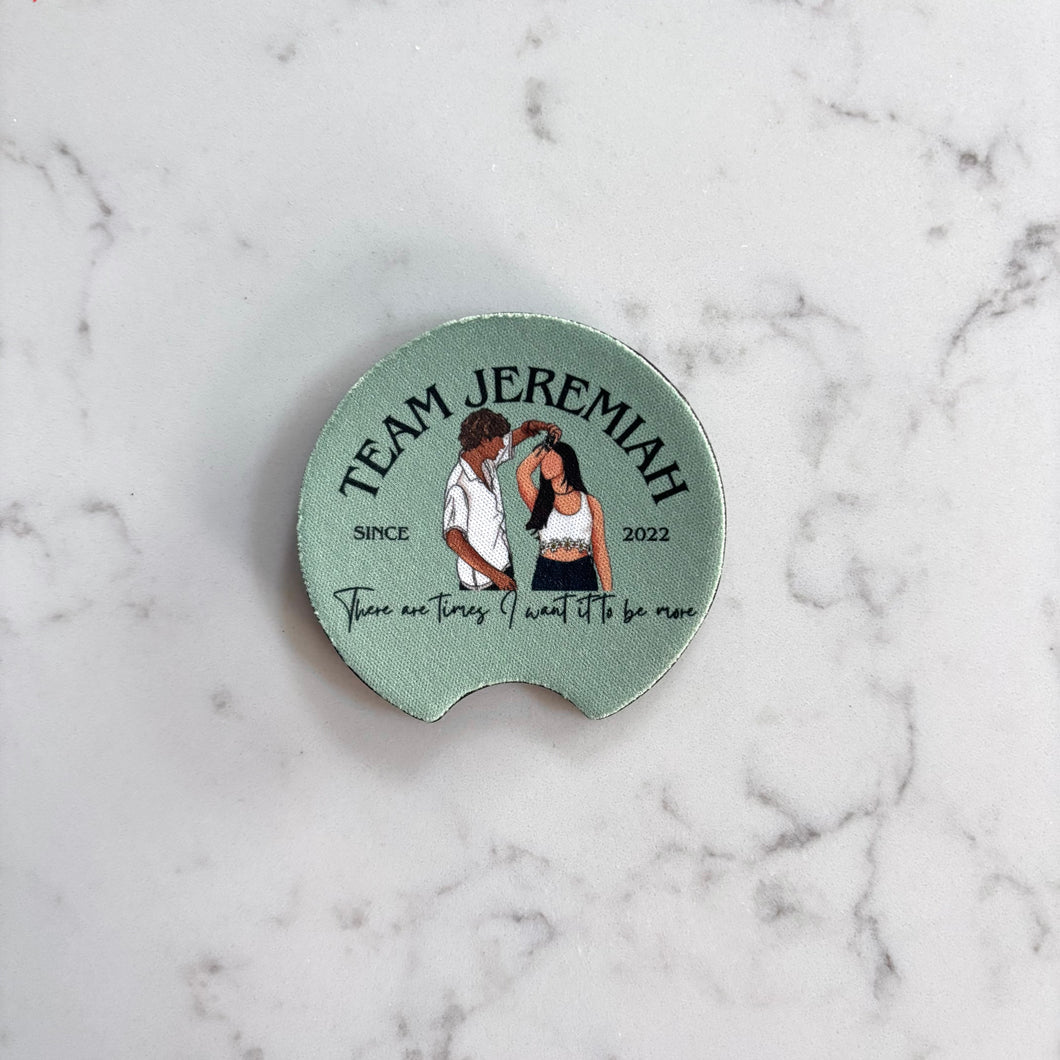 TEAM JEREMIAH
SINCE 2022
There are times I want it to be more